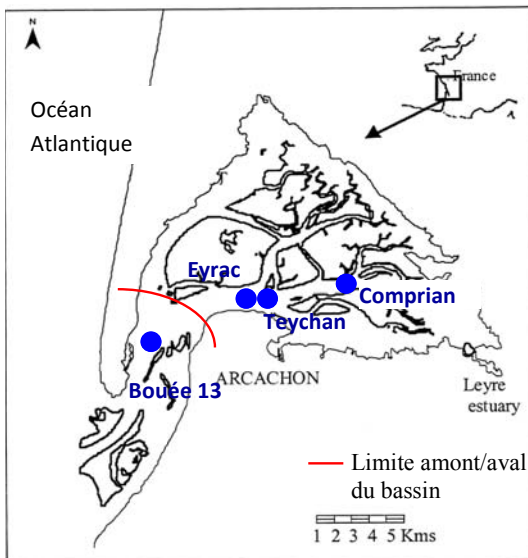 N
France
Océan
Atlantique
Eyrac
Comprian
Teychan
ARCACHON
Bouée 13
Leyre
estuary
Limite amont/aval
du bassin
1 2 3 4 5 Kms